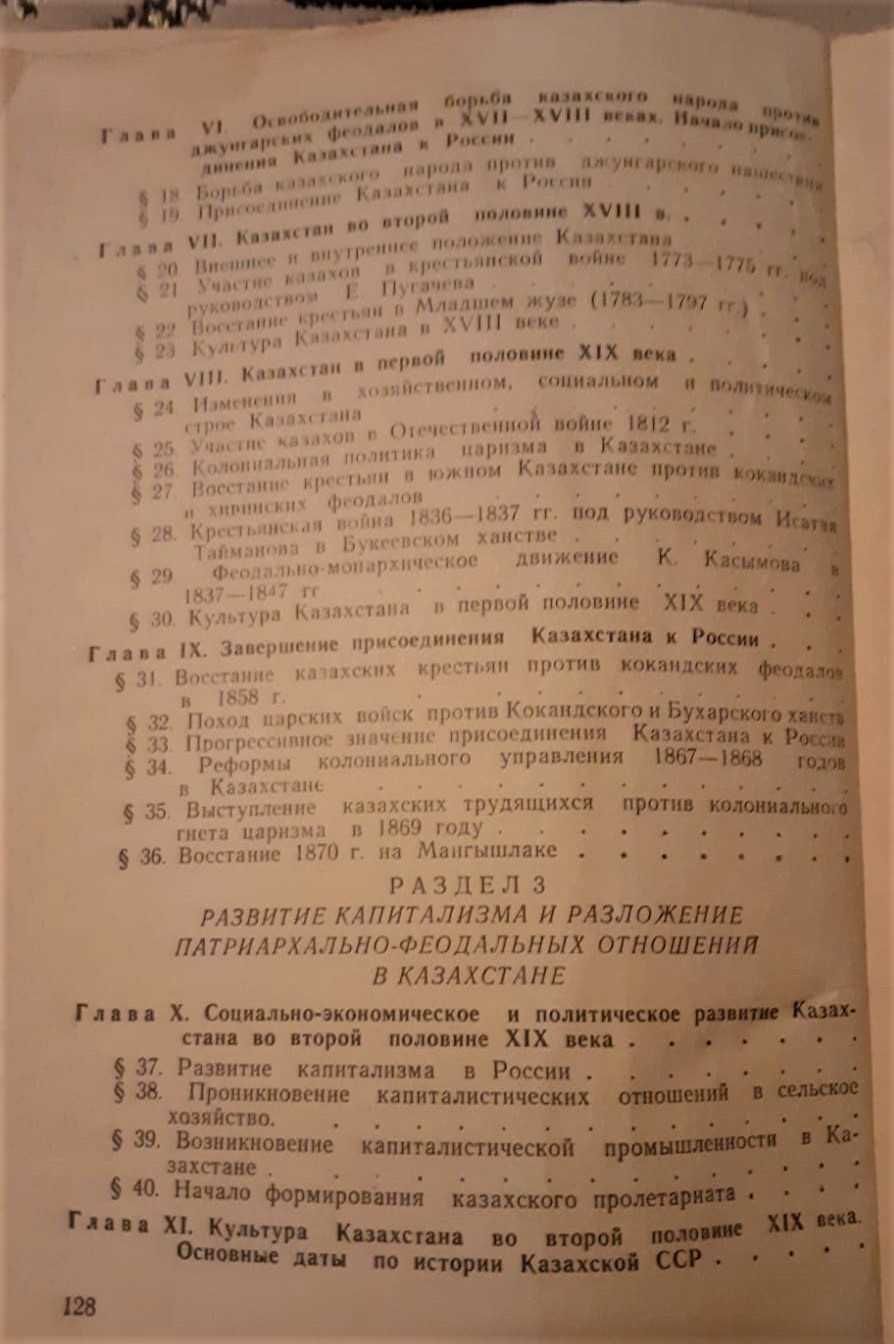 Глава VI. Освободительная борьба казахского народа против
джунгарских феодалов в XVII—XVIII веках. Начало присое-
динения Казахстана к России . . . . . .
§ 18 Борьба казахского народа против джунгарского нашествия
§ 19. Присоединение Казахстана к России . . . . .
Глава VII. Казахстан во второй половине XVIII в. . . . .
§ 20 Внешнее и внутреннее положение Казахстана
§ 21 Участие казахов в крестьянской войне 1773—1775 гг. под
руководством Е. Пугачева . . . . . .
§ 22 Восстание крестьян в Младшем жузе (1783—1797 гг.) . . .
§ 23 Культура Казахстана в XVIII веке . . . . . .
Глава VIII. Казахстан в первой половине XIX века . . . .
§ 24 Изменения в хозяйственном, социальном и политическом
строе Казахстана . . . . . . .
§ 25. Участие казахов в Отечественной войне 1812 г. . . . .
§ 26. Колониальная политика царизма в Казахстане . . . .
§ 27 Восстание крестьян в южном Казахстане против кокандских
и хивинских феодалов . . . . . . .
§ 28. Крестьянская война 1836—1837 гг. под руководством Исатая
Тайманова в Букеевском ханстве . . . . . .
§ 29 Феодально-монархическое движение К. Касымова в
1837—1847 гг . . . . . . . .
§ 30. Культура Казахстана в первой половине XIX века . . .
Глава IX. Завершение присоединения Казахстана к России . . .
§ 31. Восстание казахских крестьян против кокандских феодалов
в 1858 г. . . . . . . . .
§ 32. Поход царских войск против Кокандского и Бухарского ханств
§ 33. Прогрессивное значение присоединения Казахстана к России
§ 34. Реформы колониального управления 1867—1868 годов
в Казахстане . . . . . . . . .
§ 35. Выступление казахских трудящихся против колониального
гнета царизма в 1869 году . . . . . . . . .
§ 36. Восстание 1870 г. на Мангышлаке . . . . . . .
РАЗДЕЛ 3
РАЗВИТИЕ КАПИТАЛИЗМА И РАЗЛОЖЕНИЕ
ПАТРИАРХАЛЬНО-ФЕОДАЛЬНЫХ ОТНОШЕНИЙ
В КАЗАХСТАНЕ
Глава X. Социально-экономическое и политическое развитие Казах-
стана во второй половине XIX века . . . . . . .
§ 37. Развитие капитализма в России . . . . . . .
§ 38. Проникновение капиталистических отношений в сельское
хозяйство. . . . . . . . . . . .
§ 39. Возникновение капиталистической промышленности в Ка-
захстане . . . . . . . . . . .
§ 40. Начало формирования казахского пролетариата . . . .
Глава XI. Культура Казахстана во второй половине XIX века.
Основные даты по истории Казахской ССР . . . . .
128